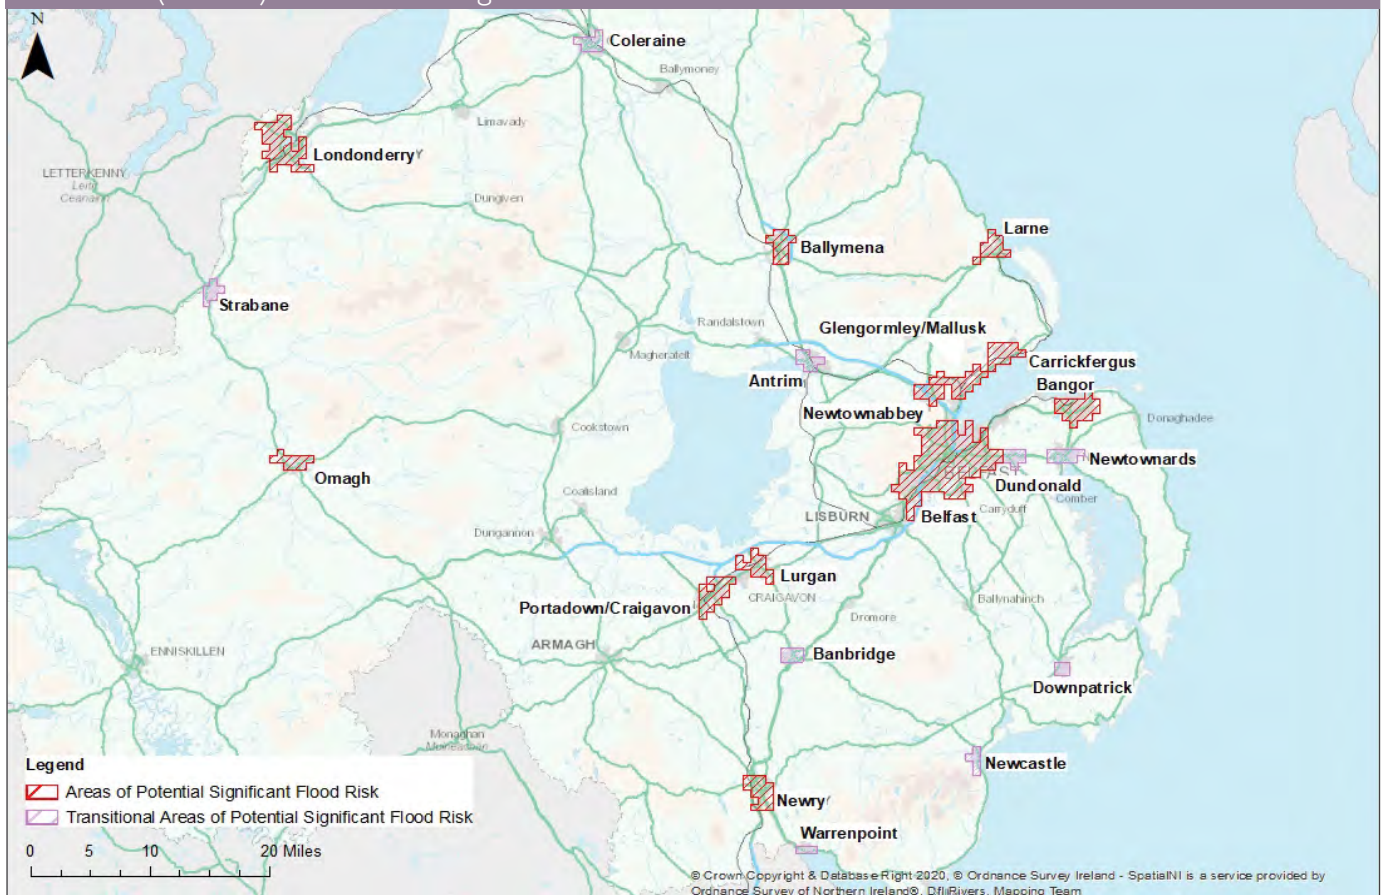 N
Coleraine
Ballymoney
Limavady
Londonderry
LETTERKENNY
Dungiven
Larne
Ballymena
Strabane
Randalstown
Glengormley/Mallusk
Magherafelt
Antrim
Carrickfergus
Bangor
Newtownabbey
Donaghadee
Cookstown
Newtownards
Omagh
Dundonald
Coalisland
Comber
LISBURN
Carryduff
Belfast
Dungannon
Lurgan
CRAIGAVON
Ballynahinch
Portadown/Craigavon
Dromore
ARMAGH
ENNISKILLEN
Banbridge
Downpatrick
Monaghan
Newcastle
Legend
Areas of Potential Significant Flood Risk
Transitional Areas of Potential Significant Flood Risk
Newry
Warrenpoint
0 5 10 20 Miles
© Crown Copyright & Database Right 2020, © Ordnance Survey Ireland - SpatialNI is a service provided by
Ordnance Survey of Northern Ireland®. DfI Rivers, Mapping Team